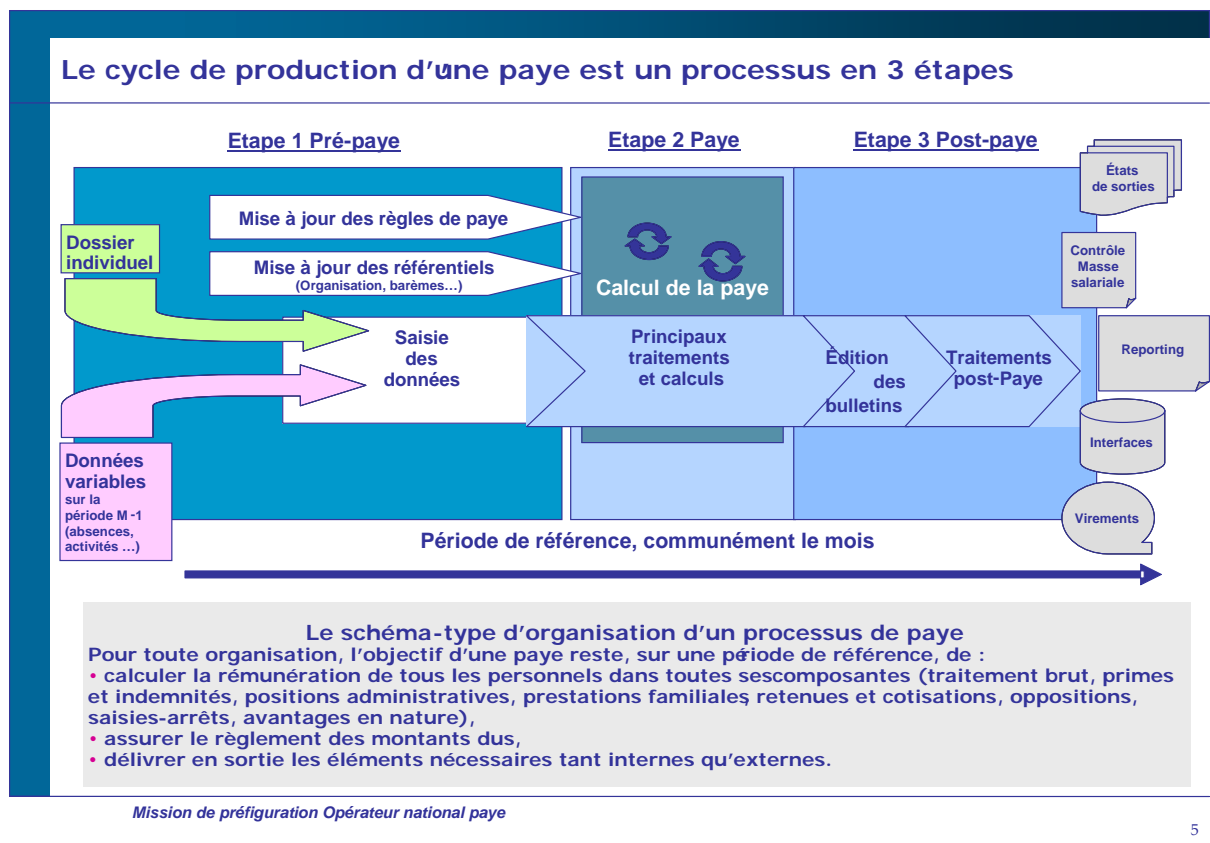 Le cycle de production d'une paye est un processus en 3 étapes
Etape 1 Pré-paye
Etape 2 Paye
Etape 3 Post-paye
États
de sorties
Mise à jour des règles de paye
Dossier
individuel
Mise à jour des référentiels
(Organisation, barèmes…)
Calcul de la paye
Contrôle
Masse
salariale
Saisie
des
données
Principaux
traitements
et calculs
Édition
des
bulletins
Traitements
post-Paye
Reporting
Interfaces
Données
variables
sur la
période M -1
(absences,
activités …)
Virements
Période de référence, communément le mois
Le schéma-type d'organisation d'un processus de paye
Pour toute organisation, l'objectif d'une paye reste, sur une période de référence, de :
• calculer la rémunération de tous les personnels dans toutes sescomposantes (traitement brut, primes
et indemnités, positions administratives, prestations familiales, retenues et cotisations, oppositions,
saisies-arrêts, avantages en nature),
• assurer le règlement des montants dus,
• délivrer en sortie les éléments nécessaires tant internes qu'externes.
Mission de préfiguration Opérateur national paye
5